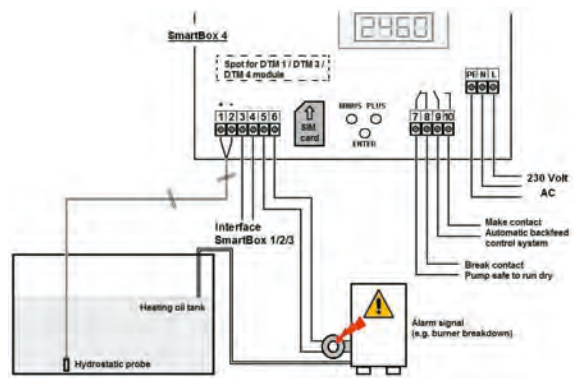 2460
SmartBox 4
Spot for DTM 1 / DTM 3 /
DTM 4 module
PE N L
MINUS PLUS
+ -
1 2 3 4 5 6
SIM
card
ENTER
7 8 9 10
230 Volt
AC
Interface
SmartBox 1/2/3
Make contact
Automatic backfeed
control system
Break contact
Pump safe to run dry
Heating oil tank
Alarm signal
(e.g. burner breakdown)
Hydrostatic probe